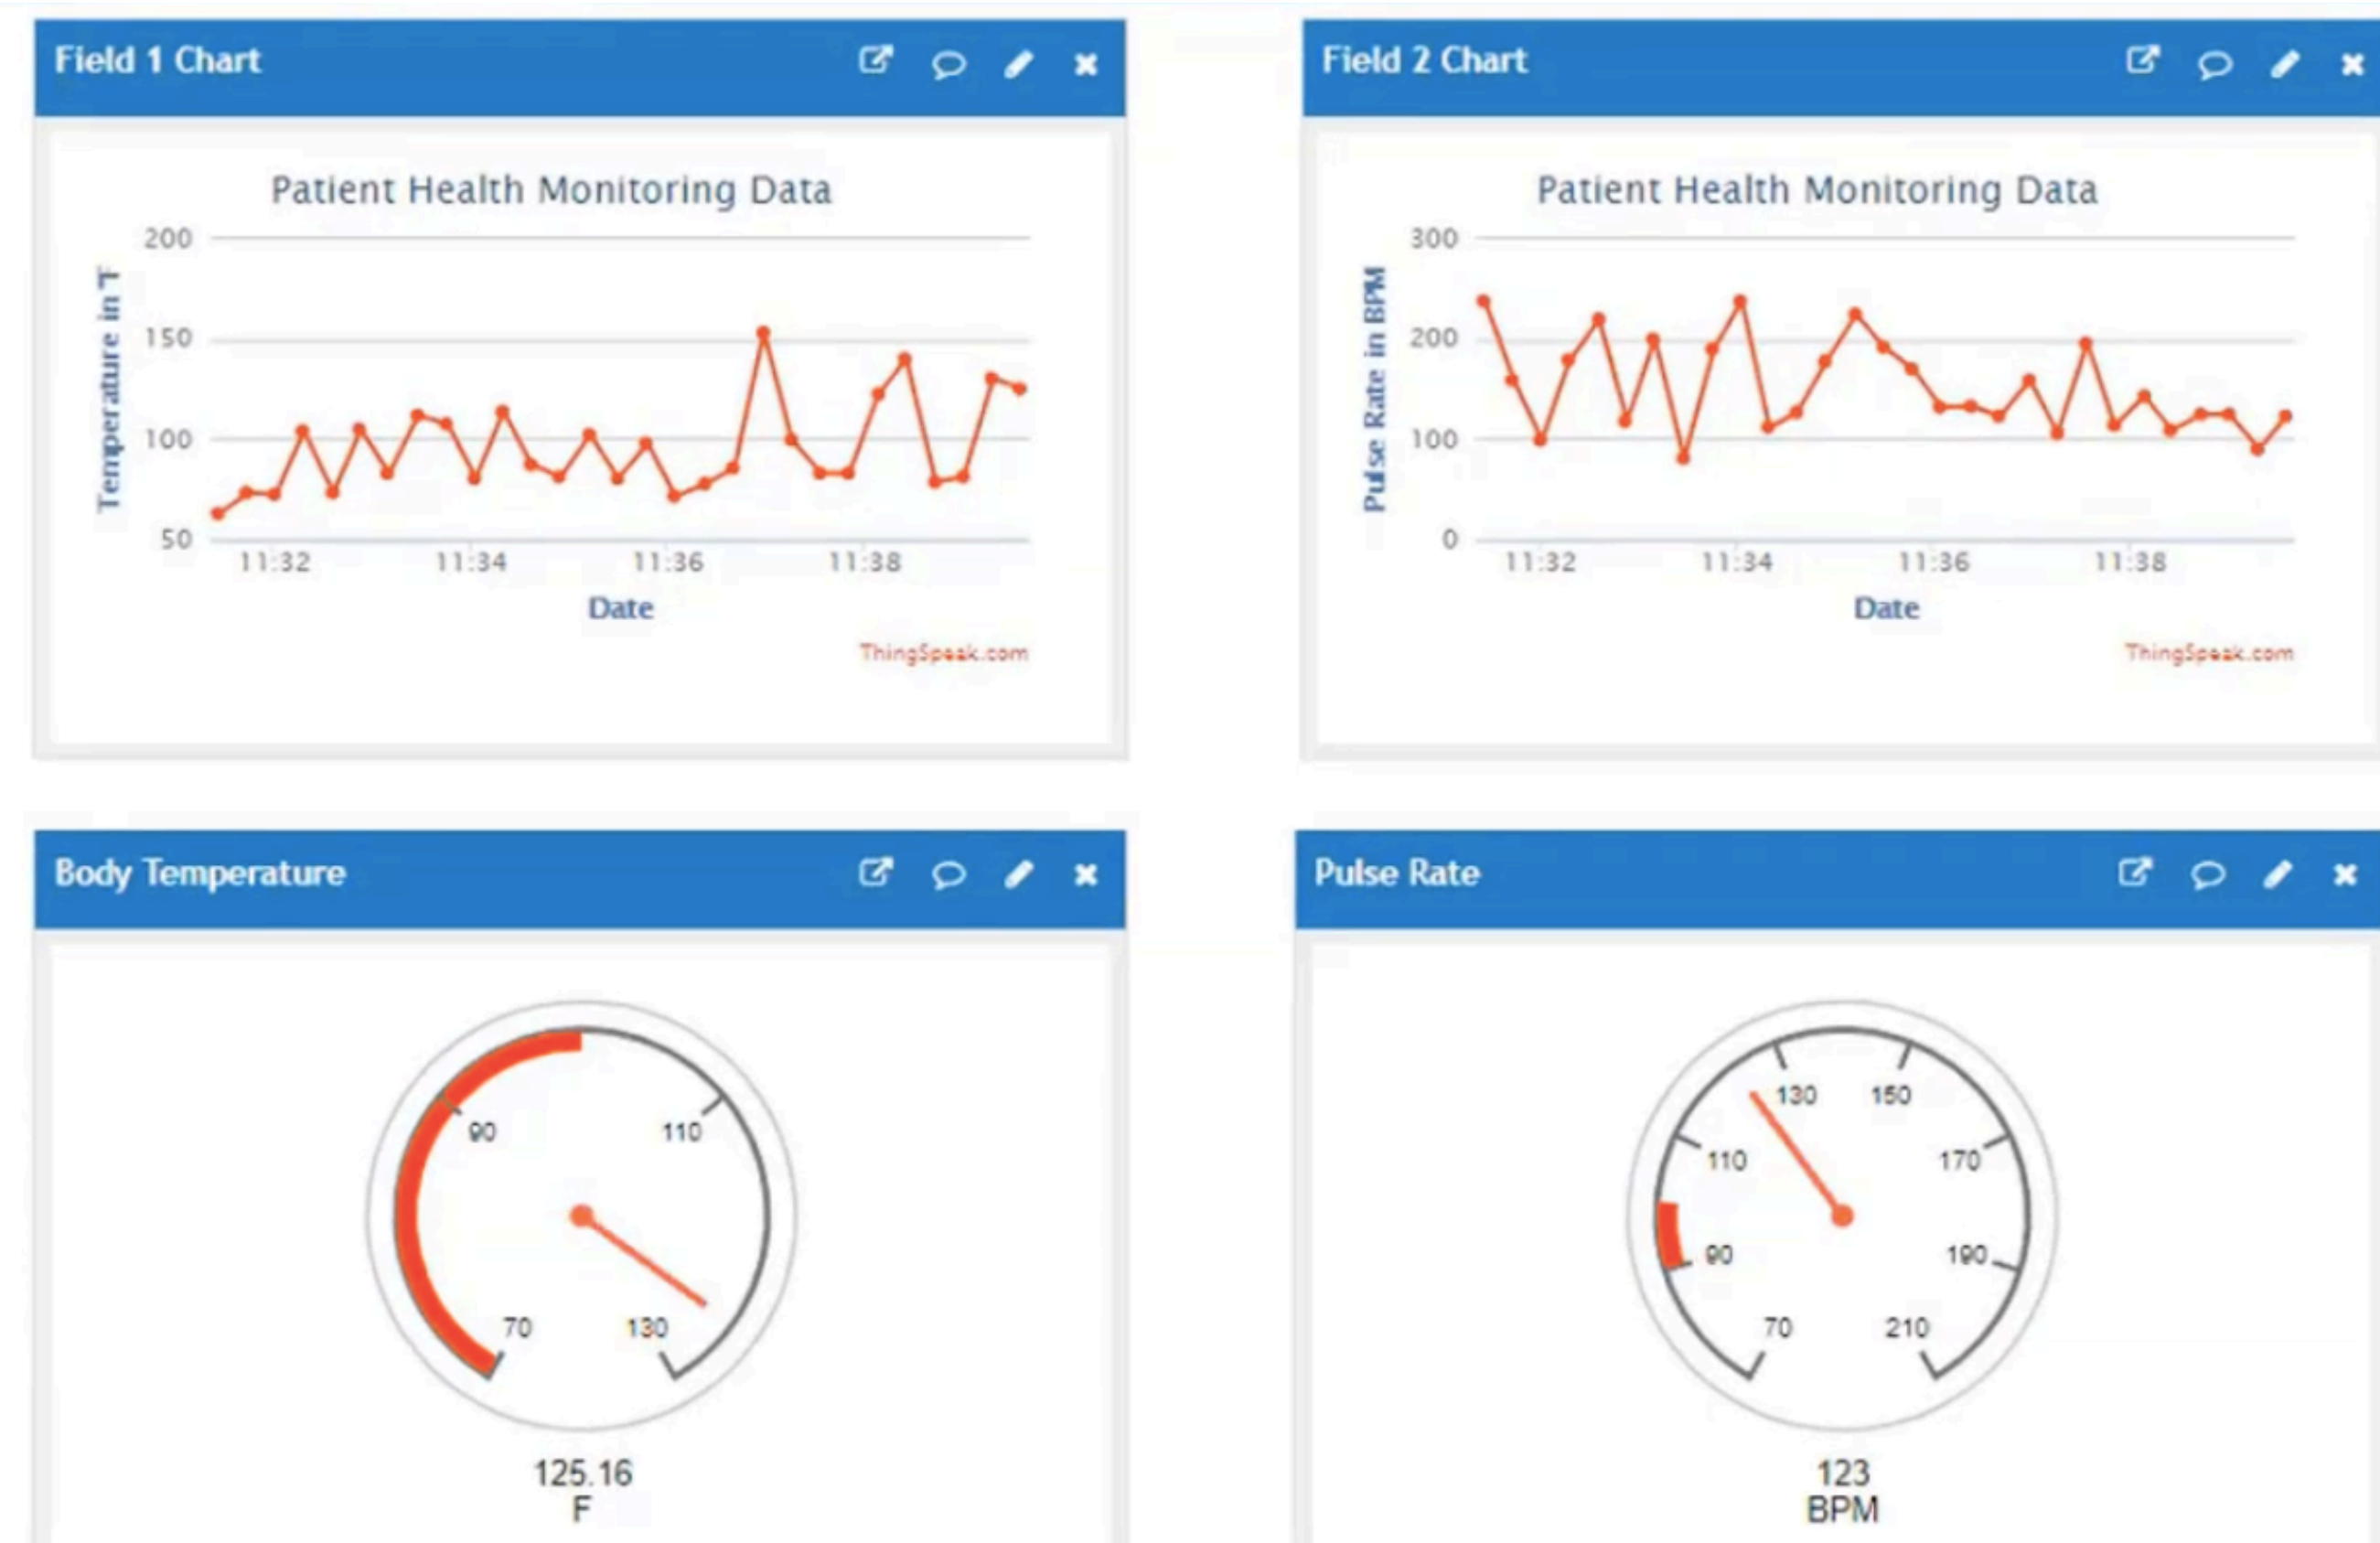 Field 1 Chart
Patient Health Monitoring Data
Temperature in °F
200
150
100
50
11:32 11:34 11:36 11:38
Date
ThingSpeak.com
Field 2 Chart
Patient Health Monitoring Data
Pulse Rate in BPM
300
200
100
0
11:32 11:34 11:36 11:38
Date
ThingSpeak.com
Body Temperature
90 110
70 130
125.16
F
Pulse Rate
130 150
110 170
90 190
70 210
123
BPM